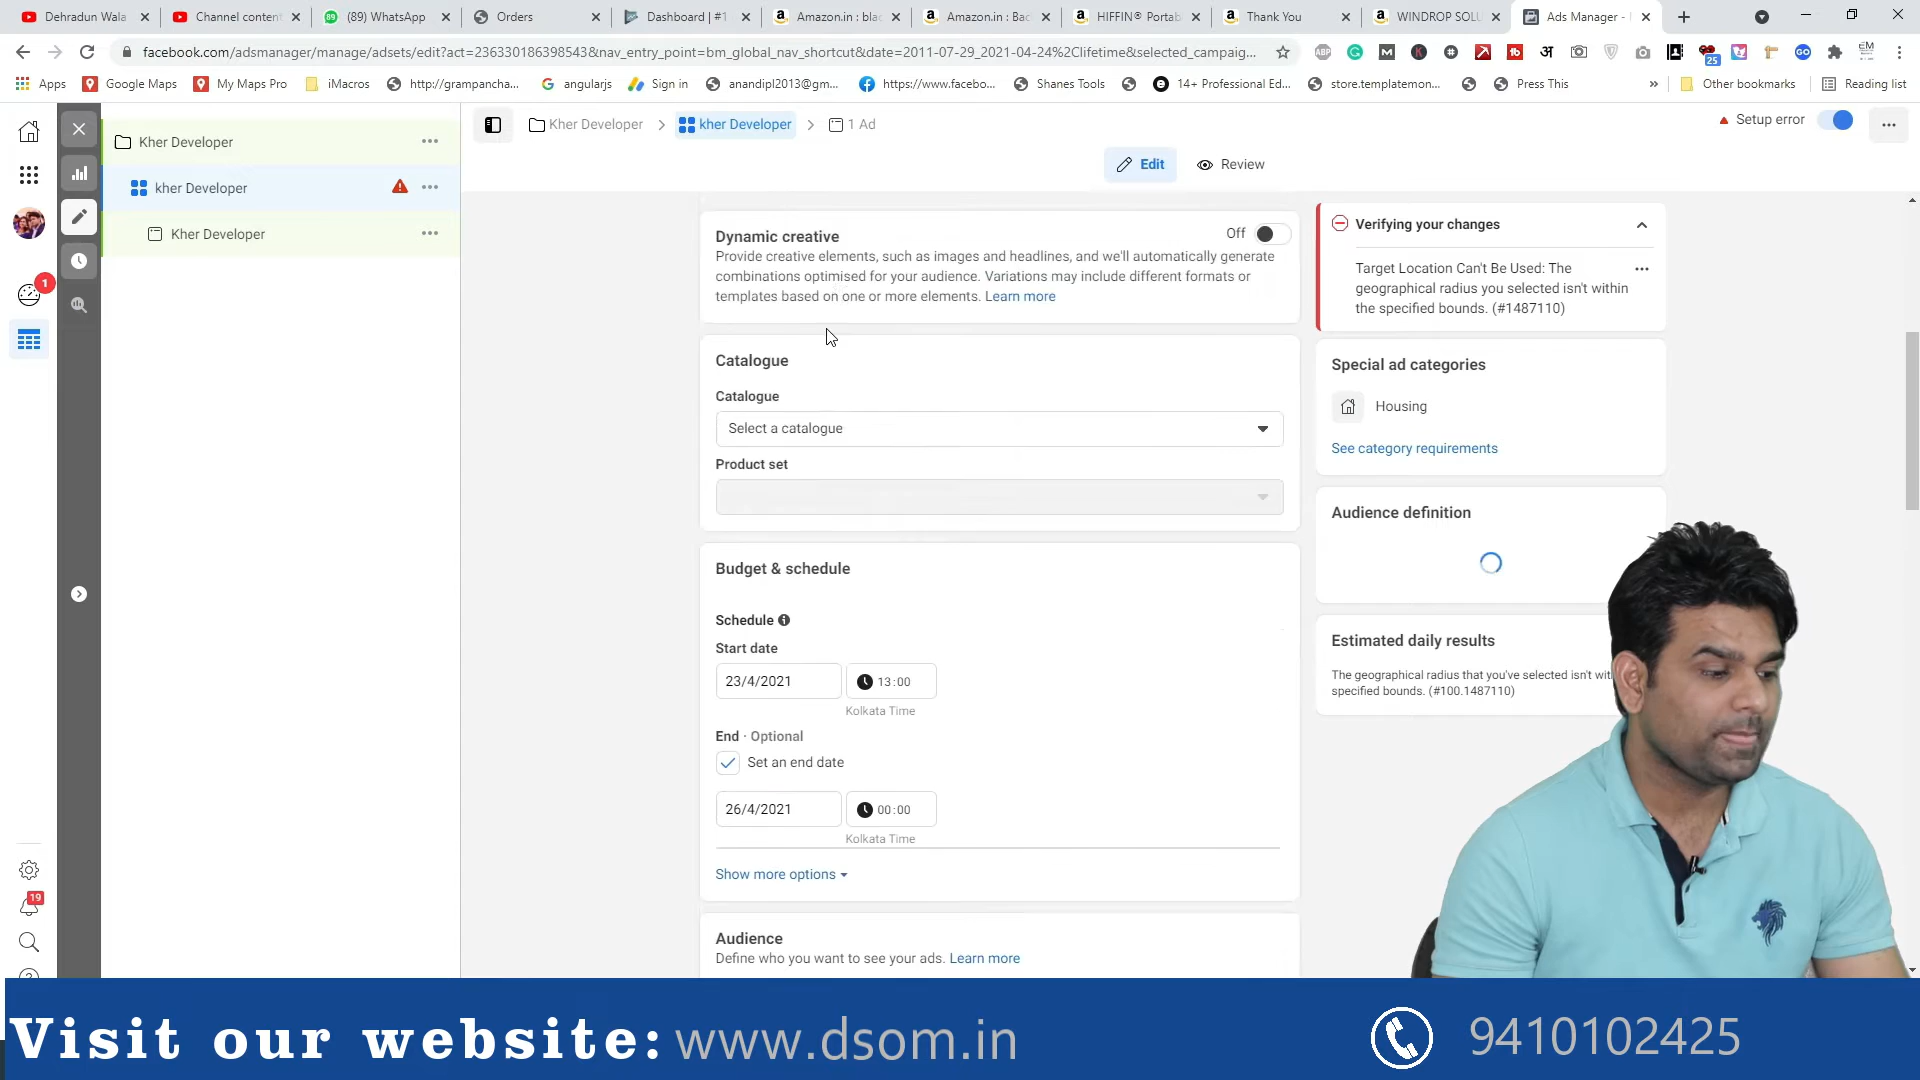 Dehradun Wala
Channel content
(89) WhatsApp
Orders
Dashboard | #1
Amazon.in : bla
Amazon.in : Bac
HIFFIN® Portab
Thank You
WINDROP SOLU
Ads Manager -
facebook.com/adsmanager/manage/adsets/edit?act=236330186398543&nav_entry_point=bm_global_nav_shortcut&date=2011-07-29_2021-04-24%2Clifetime&selected_campaig...
Apps
Google Maps
My Maps Pro
iMacros
http://grampancha...
angularjs
Sign in
anandipl2013@gm...
https://www.facebo...
Shanes Tools
14+ Professional Ed...
store.templatemon...
Press This
Other bookmarks
Reading list
Kher Developer
kher Developer
Kher Developer
Kher Developer
kher Developer
1 Ad
Setup error
Edit
Review
Dynamic creative
Off
Provide creative elements, such as images and headlines, and we'll automatically generate
combinations optimised for your audience. Variations may include different formats or
templates based on one or more elements. Learn more
Catalogue
Catalogue
Select a catalogue
Product set
Budget & schedule
Schedule
Start date
23/4/2021
13:00
Kolkata Time
End · Optional
Set an end date
26/4/2021
00:00
Kolkata Time
Show more options
Audience
Define who you want to see your ads. Learn more
Verifying your changes
Target Location Can't Be Used: The
geographical radius you selected isn't within
the specified bounds. (#1487110)
Special ad categories
Housing
See category requirements
Audience definition
Estimated daily results
The geographical radius that you've selected isn't
specified bounds. (#100.1487110)
1
19
25
Visit our website: www.dsom.in
9410102425